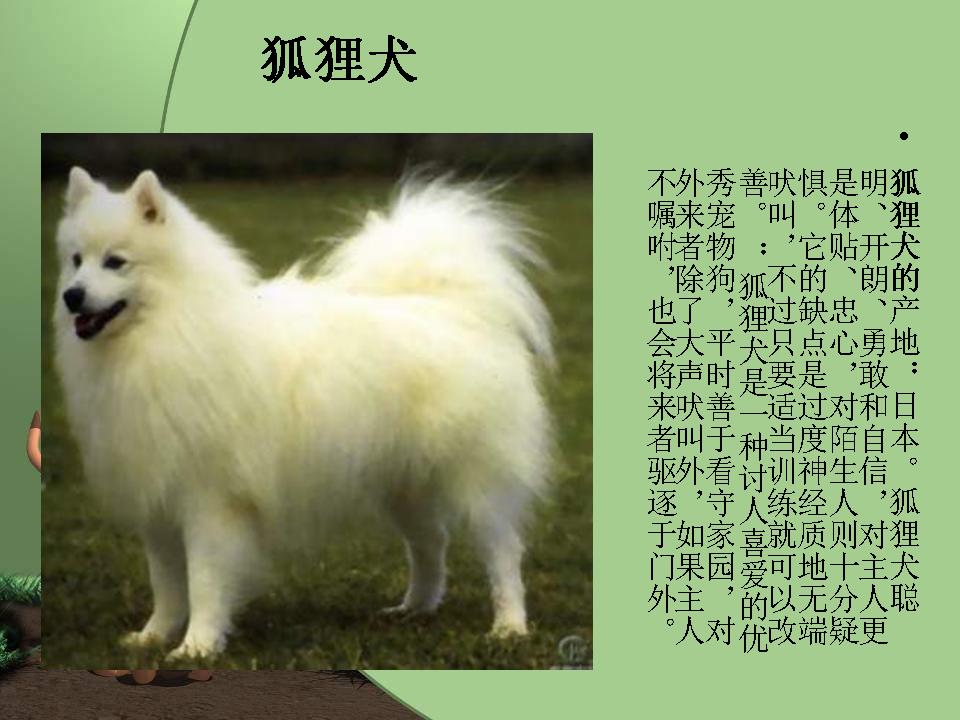 狐狸犬
•
狐狸犬的产地：日本。狐狸犬聪
明、开朗、勇敢和自信，对主人更
是体贴、忠心，对陌生人则十分疑
惧。它的缺点是过度神经质地无端
吠叫，不过只要适当训练就可以改
善。：狐狸犬是一种讨人喜爱的优
秀宠物狗，平时善于看守家园，对
外来者除了大声吠叫外，如果主人
不嘱咐，也会将来者驱逐于门外。